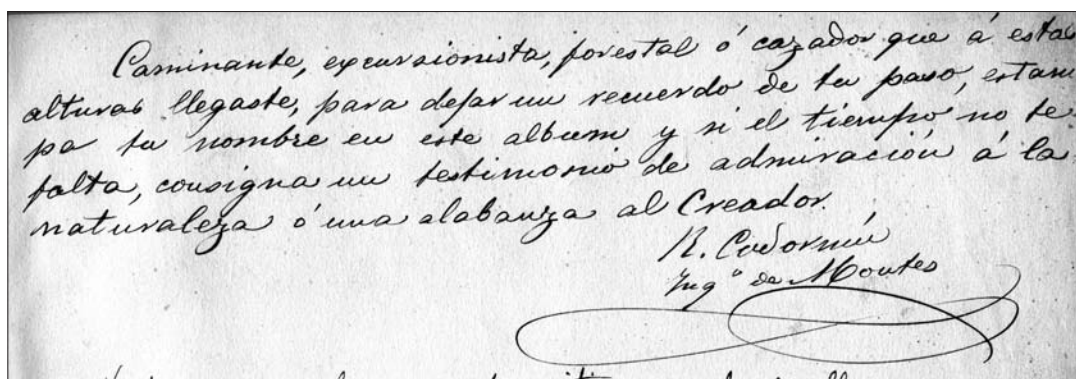 Caminante, excursionista, forestal ó cazador que á estas
alturas llegaste, para dejar un recuerdo de tu paso, estam
pa tu nombre en este album y si el tiempo no te
falta, consigna un testimonio de admiración á la
naturaleza ó una alabanza al Creador.
R. Codorníu
Ingº de Montes